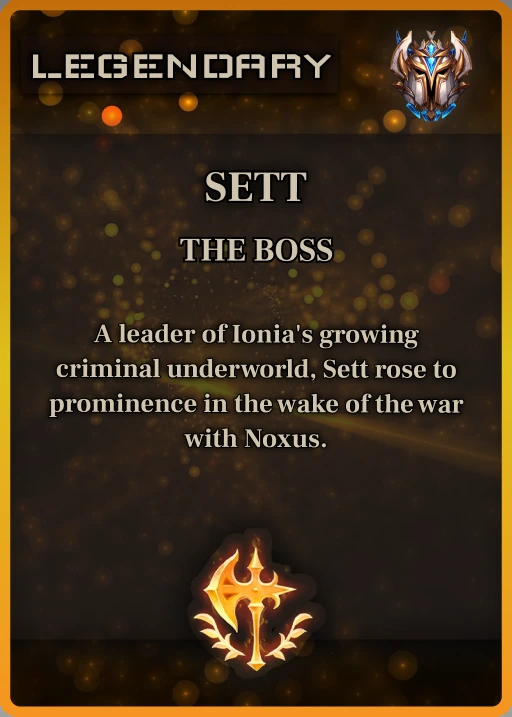 LEGENDARY
SETT
THE BOSS
A leader of Ionia's growing
criminal underworld, Sett rose to
prominence in the wake of the war
with Noxus.